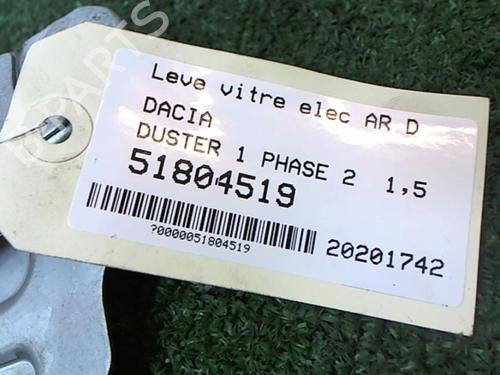 Leve vitre elec AR D
DACIA
DUSTER 1 PHASE 2 1,5
51804519
?0000051804519
20201742